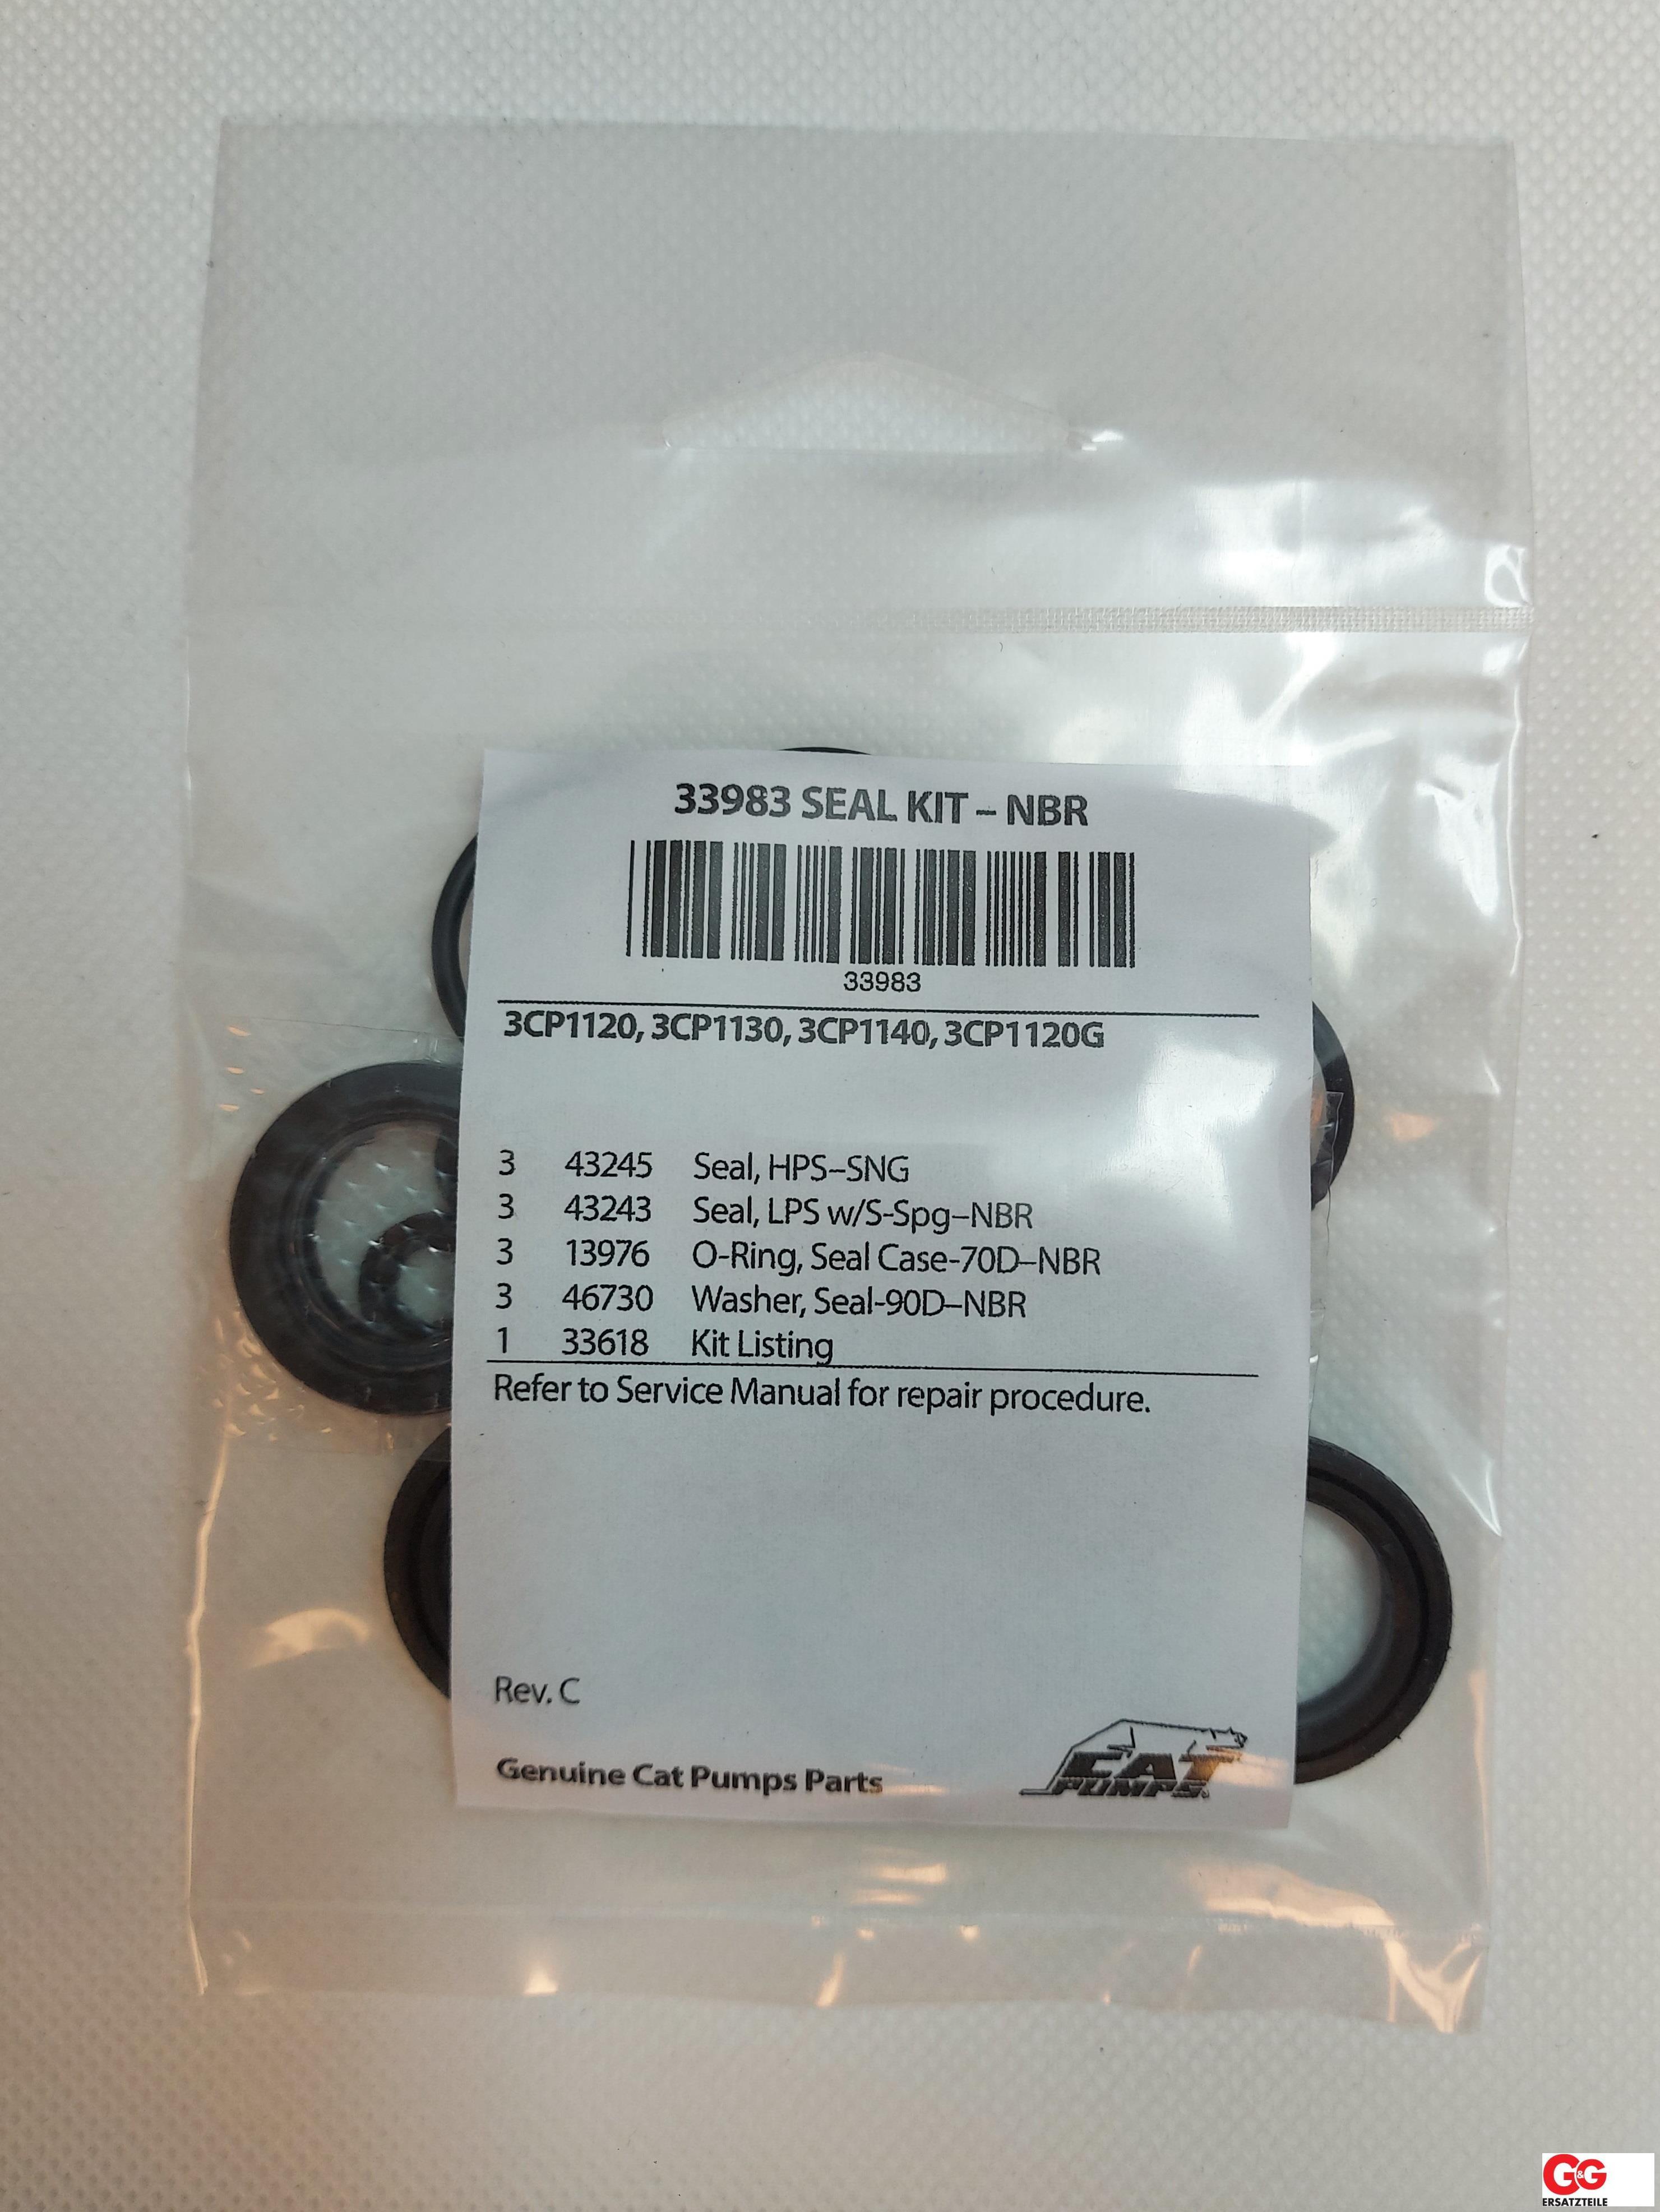 33983 SEAL KIT – NBR
33983
3CP1120, 3CP1130, 3CP1140, 3CP1120G
3 43245 Seal, HPS–SNG
3 43243 Seal, LPS w/S-Spg–NBR
3 13976 O-Ring, Seal Case-70D–NBR
3 46730 Washer, Seal-90D–NBR
1 33618 Kit Listing
Refer to Service Manual for repair procedure.
Rev. C
Genuine Cat Pumps Parts
CAT
PUMPS
G&G
ERSATZTEILE